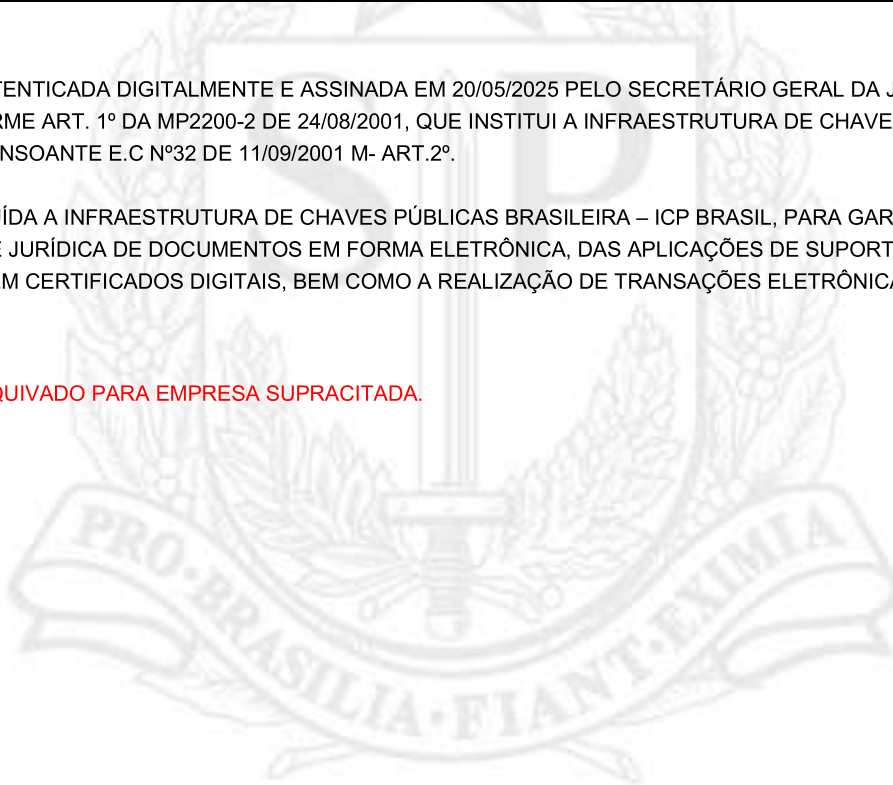 TENTICADA DIGITALMENTE E ASSINADA EM 20/05/2025 PELO SECRETÁRIO GERAL DA J
RME ART. 1º DA MP2200-2 DE 24/08/2001, QUE INSTITUI A INFRAESTRUTURA DE CHAVE
NSOANTE E.C Nº32 DE 11/09/2001 M- ART.2º.
UÍDA A INFRAESTRUTURA DE CHAVES PÚBLICAS BRASILEIRA – ICP BRASIL, PARA GAR
E JURÍDICA DE DOCUMENTOS EM FORMA ELETRÔNICA, DAS APLICAÇÕES DE SUPORT
EM CERTIFICADOS DIGITAIS, BEM COMO A REALIZAÇÃO DE TRANSAÇÕES ELETRÔNICA
QUIVADO PARA EMPRESA SUPRACITADA.
SP
PRO·BRASILIA·FIANT·EXIMIA